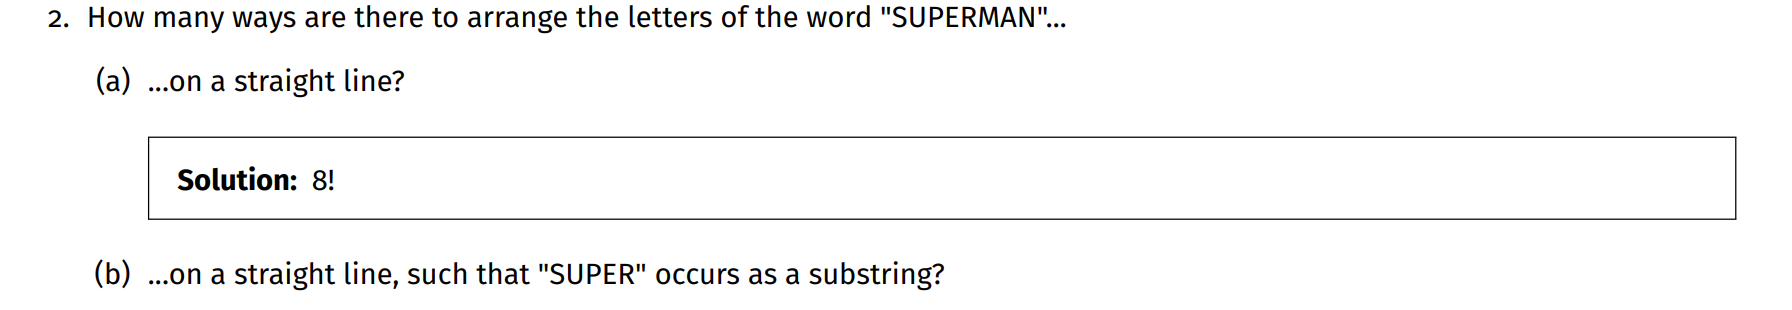 2. How many ways are there to arrange the letters of the word "SUPERMAN"...
(a) ...on a straight line?
Solution: 8!
(b) ...on a straight line, such that "SUPER" occurs as a substring?